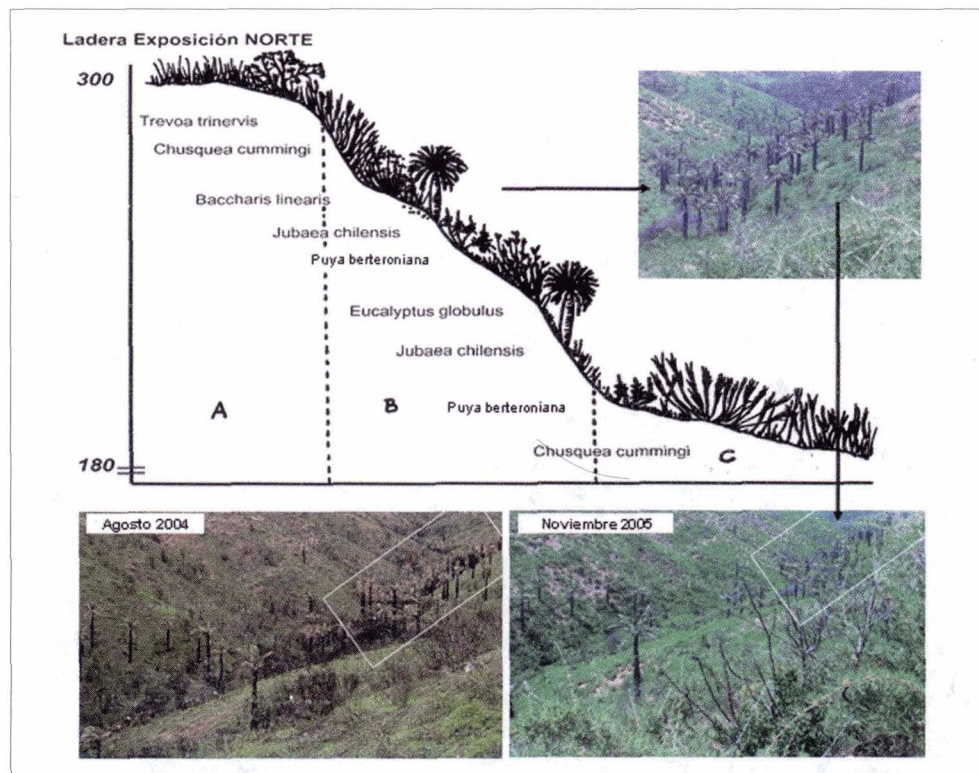 Ladera Exposición NORTE
300
Trevoa trinervis
Chusquea cummingi
Baccharis linearis
Jubaea chilensis
Puya berteroniana
Eucalyptus globulus
Jubaea chilensis
A
B
Puya berteroniana
Chusquea cummingi
C
180
Agosto 2004
Noviembre 2005